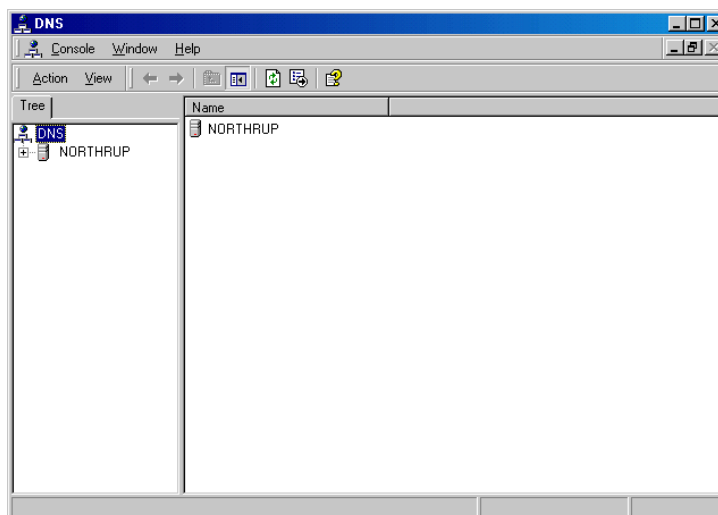 DNS
Console Window Help
Action View
Tree
Name
DNS
NORTHRUP
NORTHRUP